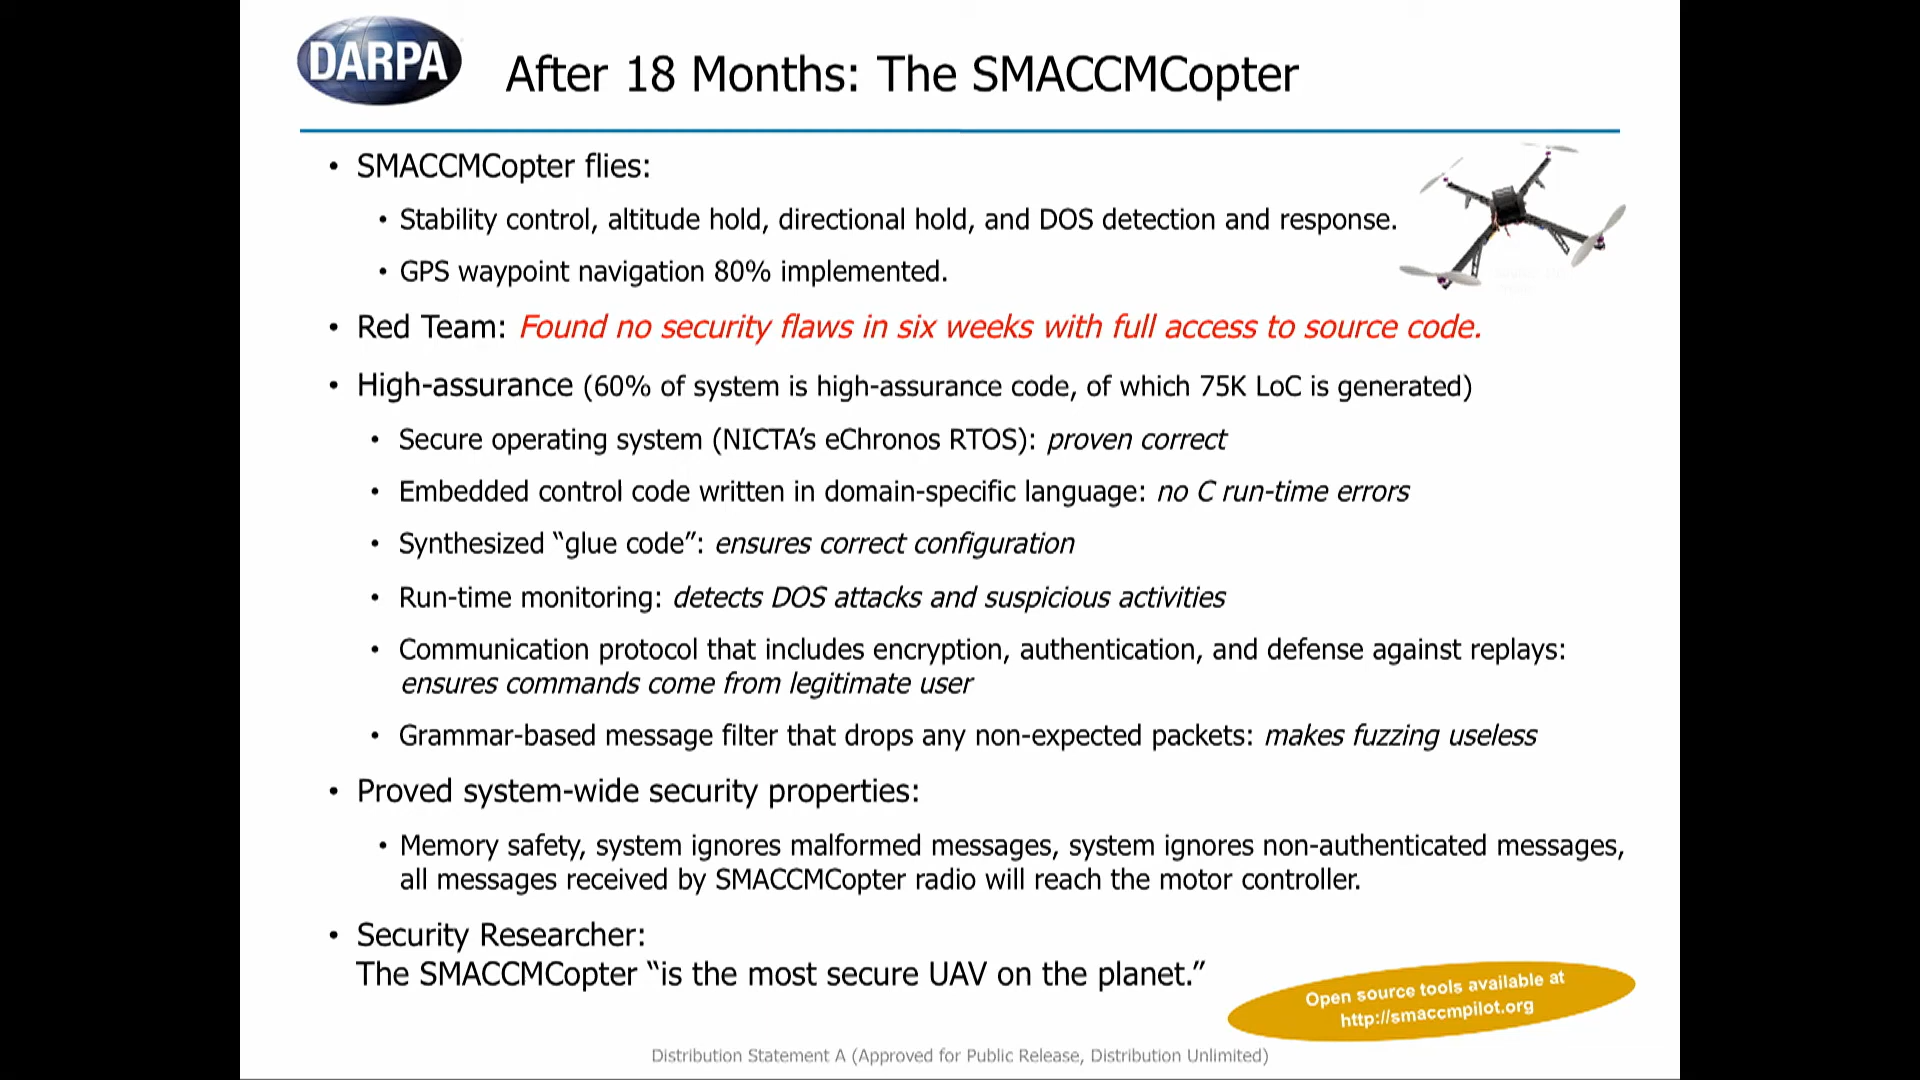 DARPA
After 18 Months: The SMACCMCopter
• SMACCMCopter flies:
• Stability control, altitude hold, directional hold, and DOS detection and response.
• GPS waypoint navigation 80% implemented.
• Red Team: Found no security flaws in six weeks with full access to source code.
• High-assurance (60% of system is high-assurance code, of which 75K LoC is generated)
• Secure operating system (NICTA’s eChronos RTOS): proven correct
• Embedded control code written in domain-specific language: no C run-time errors
• Synthesized “glue code”: ensures correct configuration
• Run-time monitoring: detects DOS attacks and suspicious activities
• Communication protocol that includes encryption, authentication, and defense against replays:
ensures commands come from legitimate user
• Grammar-based message filter that drops any non-expected packets: makes fuzzing useless
• Proved system-wide security properties:
• Memory safety, system ignores malformed messages, system ignores non-authenticated messages,
all messages received by SMACCMCopter radio will reach the motor controller.
• Security Researcher:
The SMACCMCopter “is the most secure UAV on the planet.”
Open source tools available at
http://smaccmpilot.org
Distribution Statement A (Approved for Public Release, Distribution Unlimited)